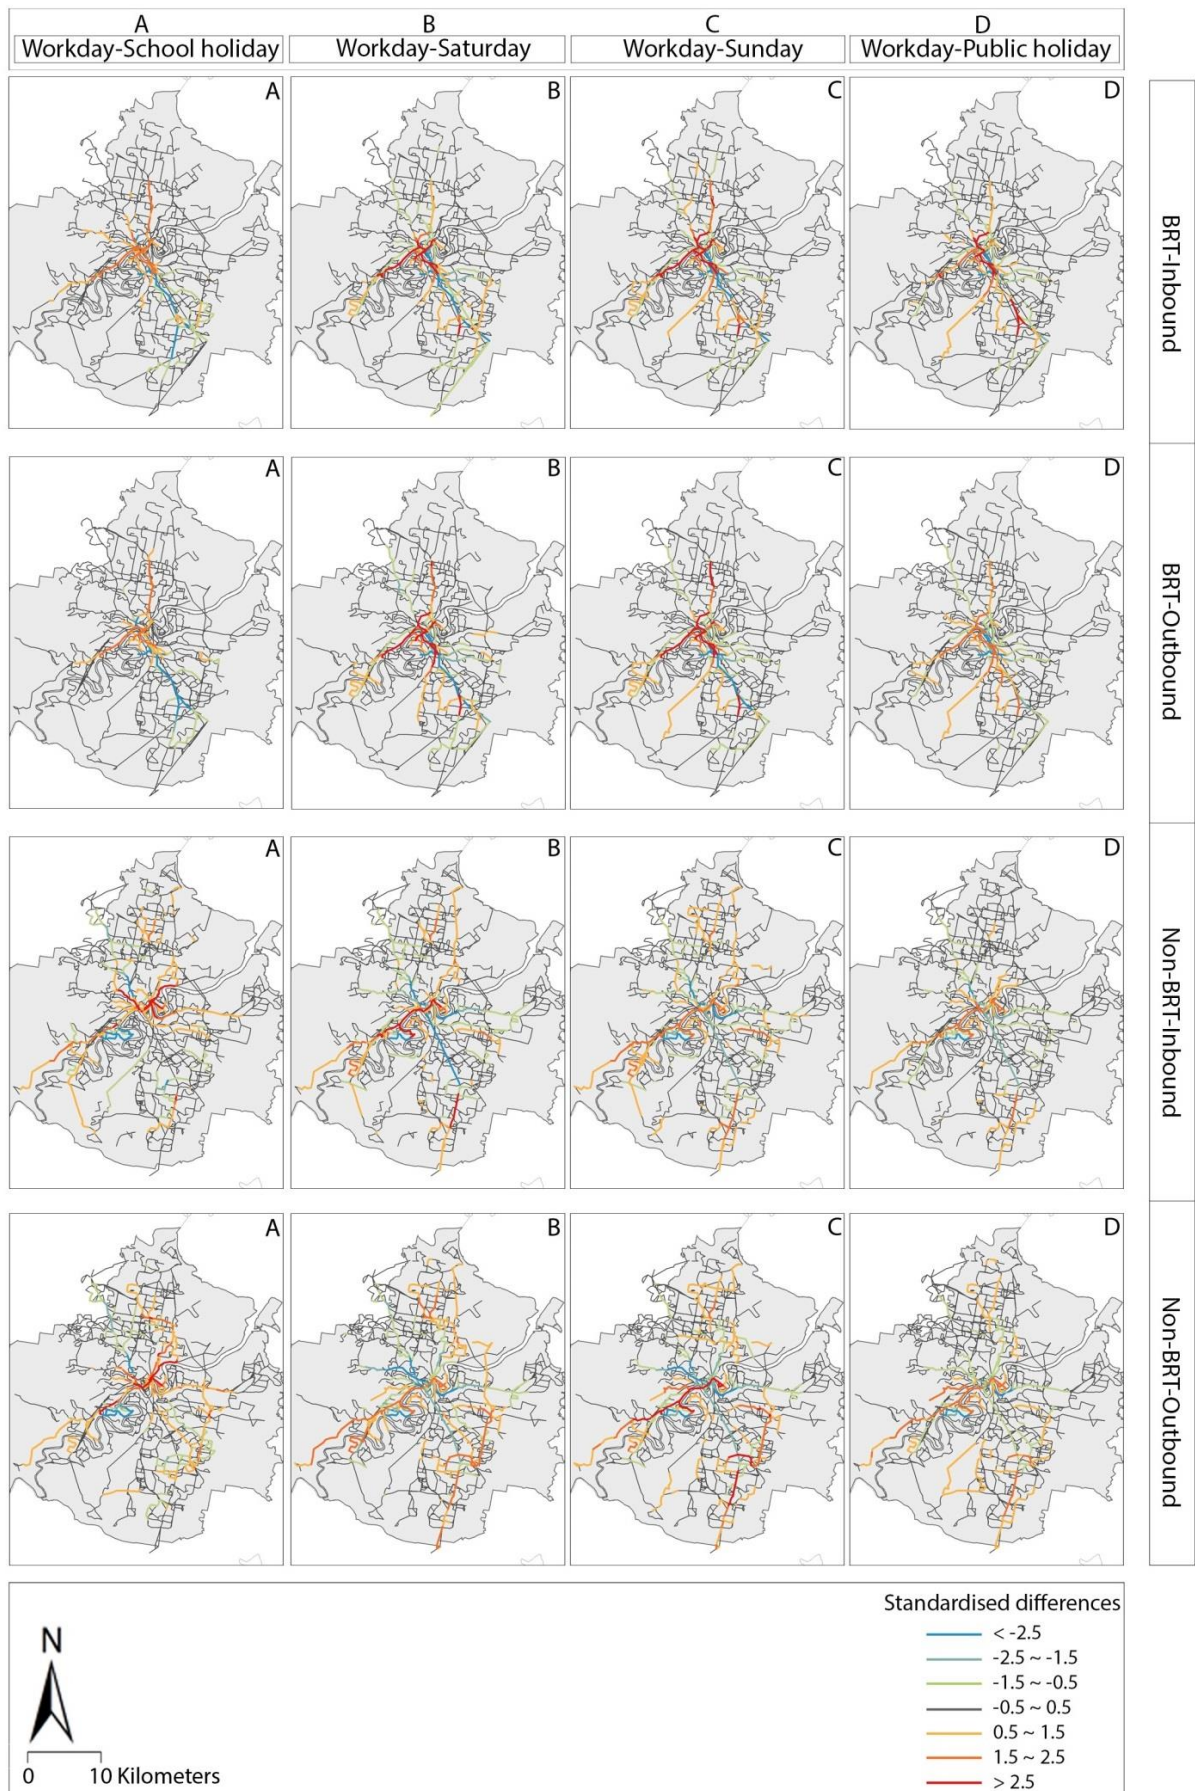 A B C D
Workday-School holiday Workday-Saturday Workday-Sunday Workday-Public holiday
A B C D
BRT-Inbound
A B C D
BRT-Outbound
A B C D
Non-BRT-Inbound
A B C D
Non-BRT-Outbound
Standardised differences
N
< -2.5
-2.5 ~ -1.5
-1.5 ~ -0.5
-0.5 ~ 0.5
0.5 ~ 1.5
1.5 ~ 2.5
> 2.5
0 10 Kilometers